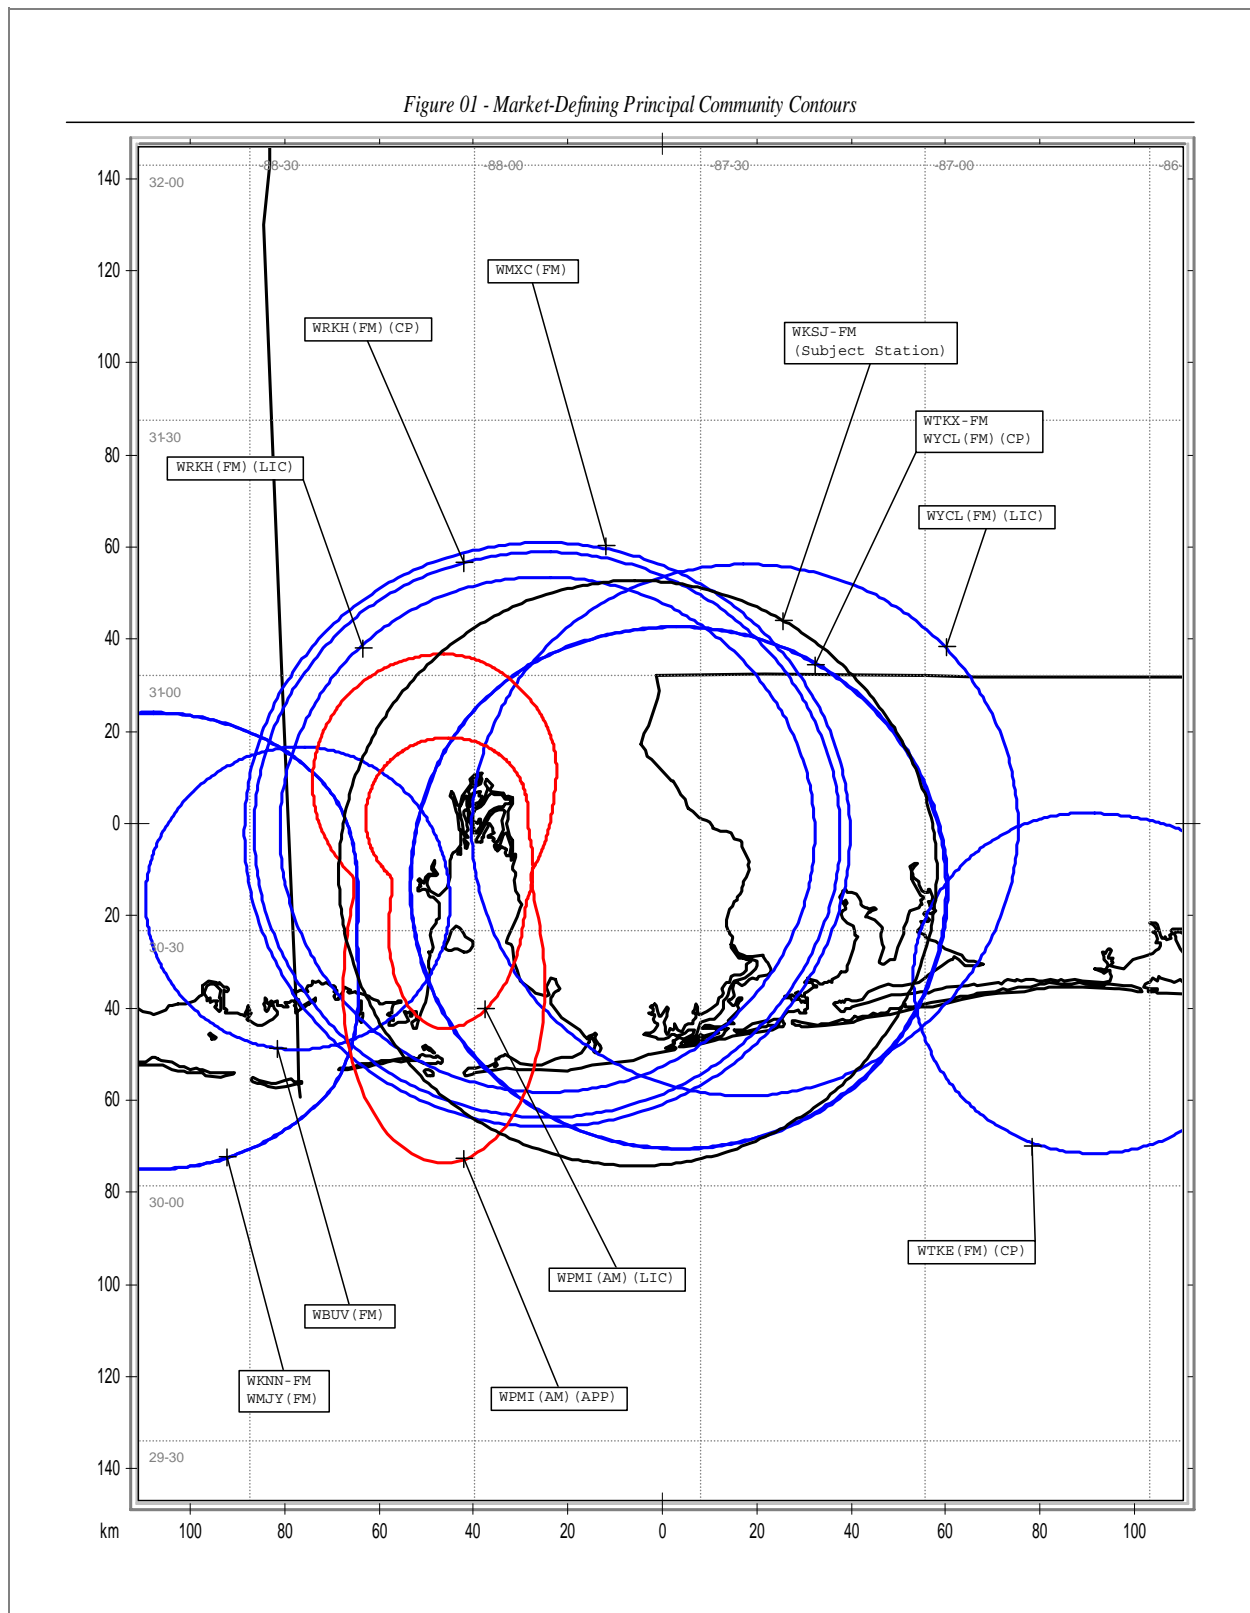 Figure 01 - Market-Defining Principal Community Contours
-88-30 -88-00 -87-30 -87-00 -86-
140
32-00
120
WMXC(FM)
WRKH(FM)(CP)
WKSJ-FM
(Subject Station)
100
WTKX-FM
WYCL(FM)(CP)
31-30
80
WRKH(FM)(LIC)
WYCL(FM)(LIC)
60
40
31-00
20
0
20
30-30
40
60
80
30-00
WTKE(FM)(CP)
100
WPMI(AM)(LIC)
WBUV(FM)
120
WKNN-FM
WMJY(FM)
WPMI(AM)(APP)
29-30
140
km 100 80 60 40 20 0 20 40 60 80 100